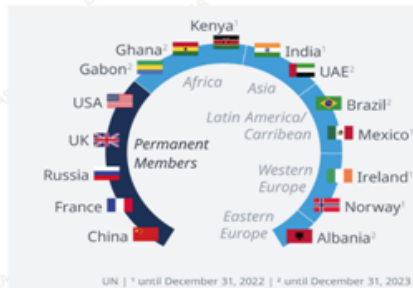 Kenya¹
Ghana²
India¹
Gabon²
UAE²
Africa
Asia
USA
Brazil²
Latin America/
Carribean
UK
Mexico¹
Permanent
Members
Russia
Western
Europe
Ireland¹
France
Norway¹
Eastern
Europe
China
Albania²
UN | ¹ until December 31, 2022 | ² until December 31, 2023